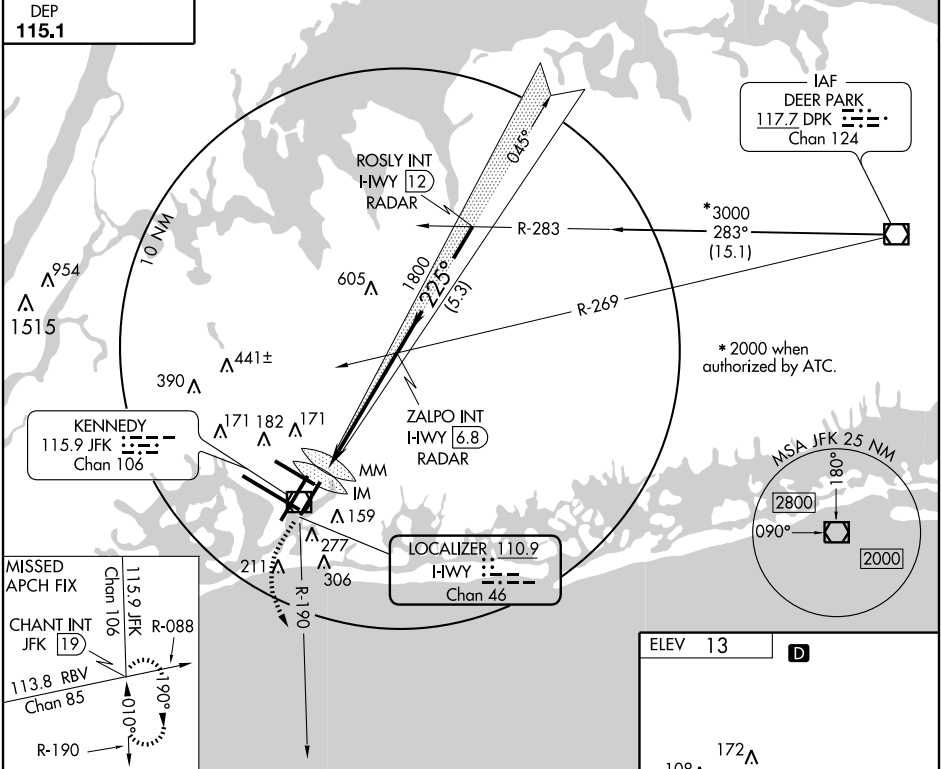 DEP
115.1
IAF
DEER PARK
117.7 DPK
Chan 124
ROSLY INT
I-IWY 12
RADAR
045°
10 NM
R-283
*3000
283°
(15.1)
954
1515
605
1800
225°
(5.3)
R-269
* 2000 when
authorized by ATC.
441±
390
171 182 171
KENNEDY
115.9 JFK
Chan 106
ZALPO INT
I-IWY 6.8
RADAR
MM
IM
159
277
211
306
R-190
LOCALIZER 110.9
I-IWY
Chan 46
MSA JFK 25 NM
180°
2800
090°
2000
MISSED
APCH FIX
115.9 JFK
Chan 106
CHANT INT
JFK 19
R-088
113.8 RBV
Chan 85
190°
010°
R-190
ELEV 13
D
172
108